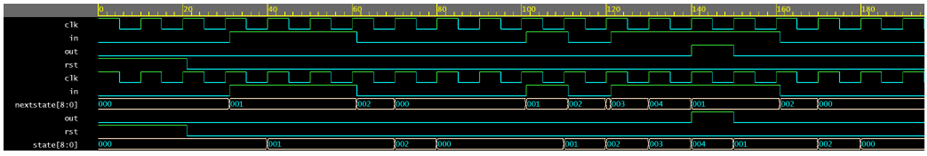 0 20 40 60 80 100 120 140 160 180
clk
in
out
rst
clk
in
nextstate[8:0] 000 001 002 000 001 002 003 004 001 002 000
out
rst
state[8:0] 000 001 002 000 001 002 003 004 001 002 000